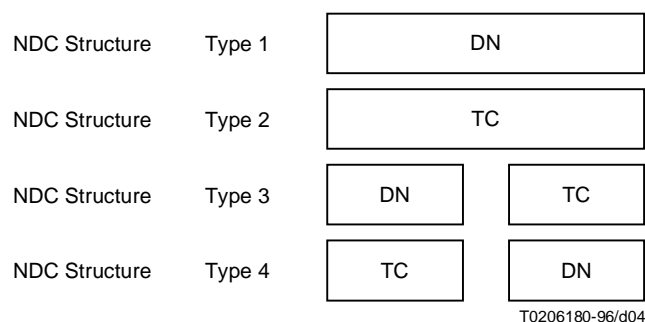 NDC Structure Type 1 DN
NDC Structure Type 2 TC
NDC Structure Type 3 DN TC
NDC Structure Type 4 TC DN
T0206180-96/d04